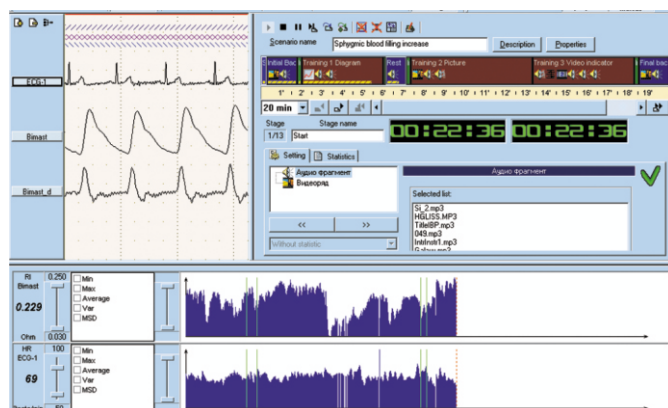 Scenario name
Sphygmic blood filling increase
Description
Properties
Initial Bac
Training 1 Diagram
Rest
Training 2 Picture
Training 3 Video indicator
Final bac
1' 2' 3' 4' 5' 6' 7' 8' 9' 10' 11' 12' 13' 14' 15' 16' 17' 18' 19'
20 min
Stage
Stage name
1/13
Start
00:22:36
00:22:36
Setting
Statistics
Аудио фрагмент
Видеоряд
<<
>>
Without statistic
Аудио фрагмент
Selected list:
Si_2.mp3
HGLISS.MP3
TitleIBP.mp3
049.mp3
IntrInstr1.mp3
Galaxy.mp3
ECG-1
Bimast
Bimast_d
RI
Bimast
0.229
Ohm
0.250
0.030
Min
Max
Average
Var
MSD
HR
ECG-1
69
100
50
Min
Max
Average
Var
MSD